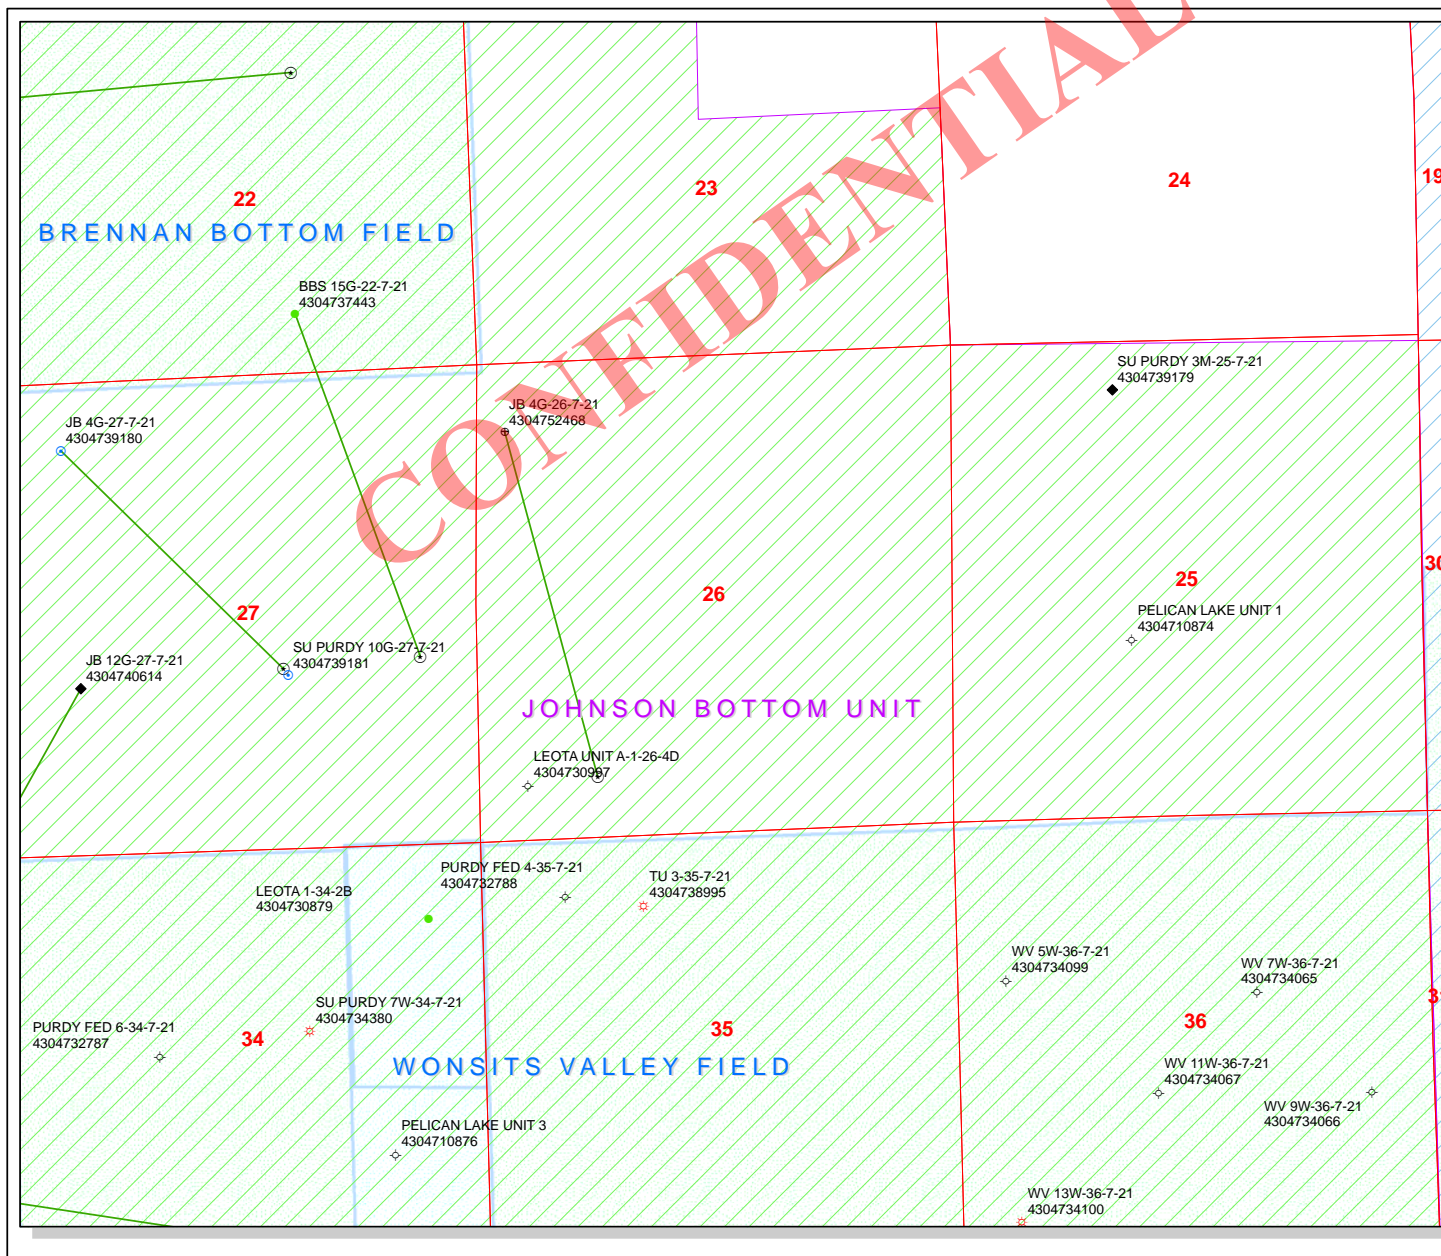 CONFIDENTIAL
22
23
24
19
BRENNAN BOTTOM FIELD
BBS 15G-22-7-21
4304737443
SU PURDY 3M-25-7-21
4304739179
JB 4G-27-7-21
4304739180
JB 4G-26-7-21
4304752468
30
25
26
27
PELICAN LAKE UNIT 1
4304710874
SU PURDY 10G-27-7-21
4304739181
JB 12G-27-7-21
4304740614
JOHNSON BOTTOM UNIT
LEOTA UNIT A-1-26-4D
4304730997
PURDY FED 4-35-7-21
4304732788
TU 3-35-7-21
4304738995
LEOTA 1-34-2B
4304730879
WV 5W-36-7-21
4304734099
WV 7W-36-7-21
4304734065
SU PURDY 7W-34-7-21
4304734380
PURDY FED 6-34-7-21
4304732787
34
35
36
31
WONSITS VALLEY FIELD
WV 11W-36-7-21
4304734067
WV 9W-36-7-21
4304734066
PELICAN LAKE UNIT 3
4304710876
WV 13W-36-7-21
4304734100